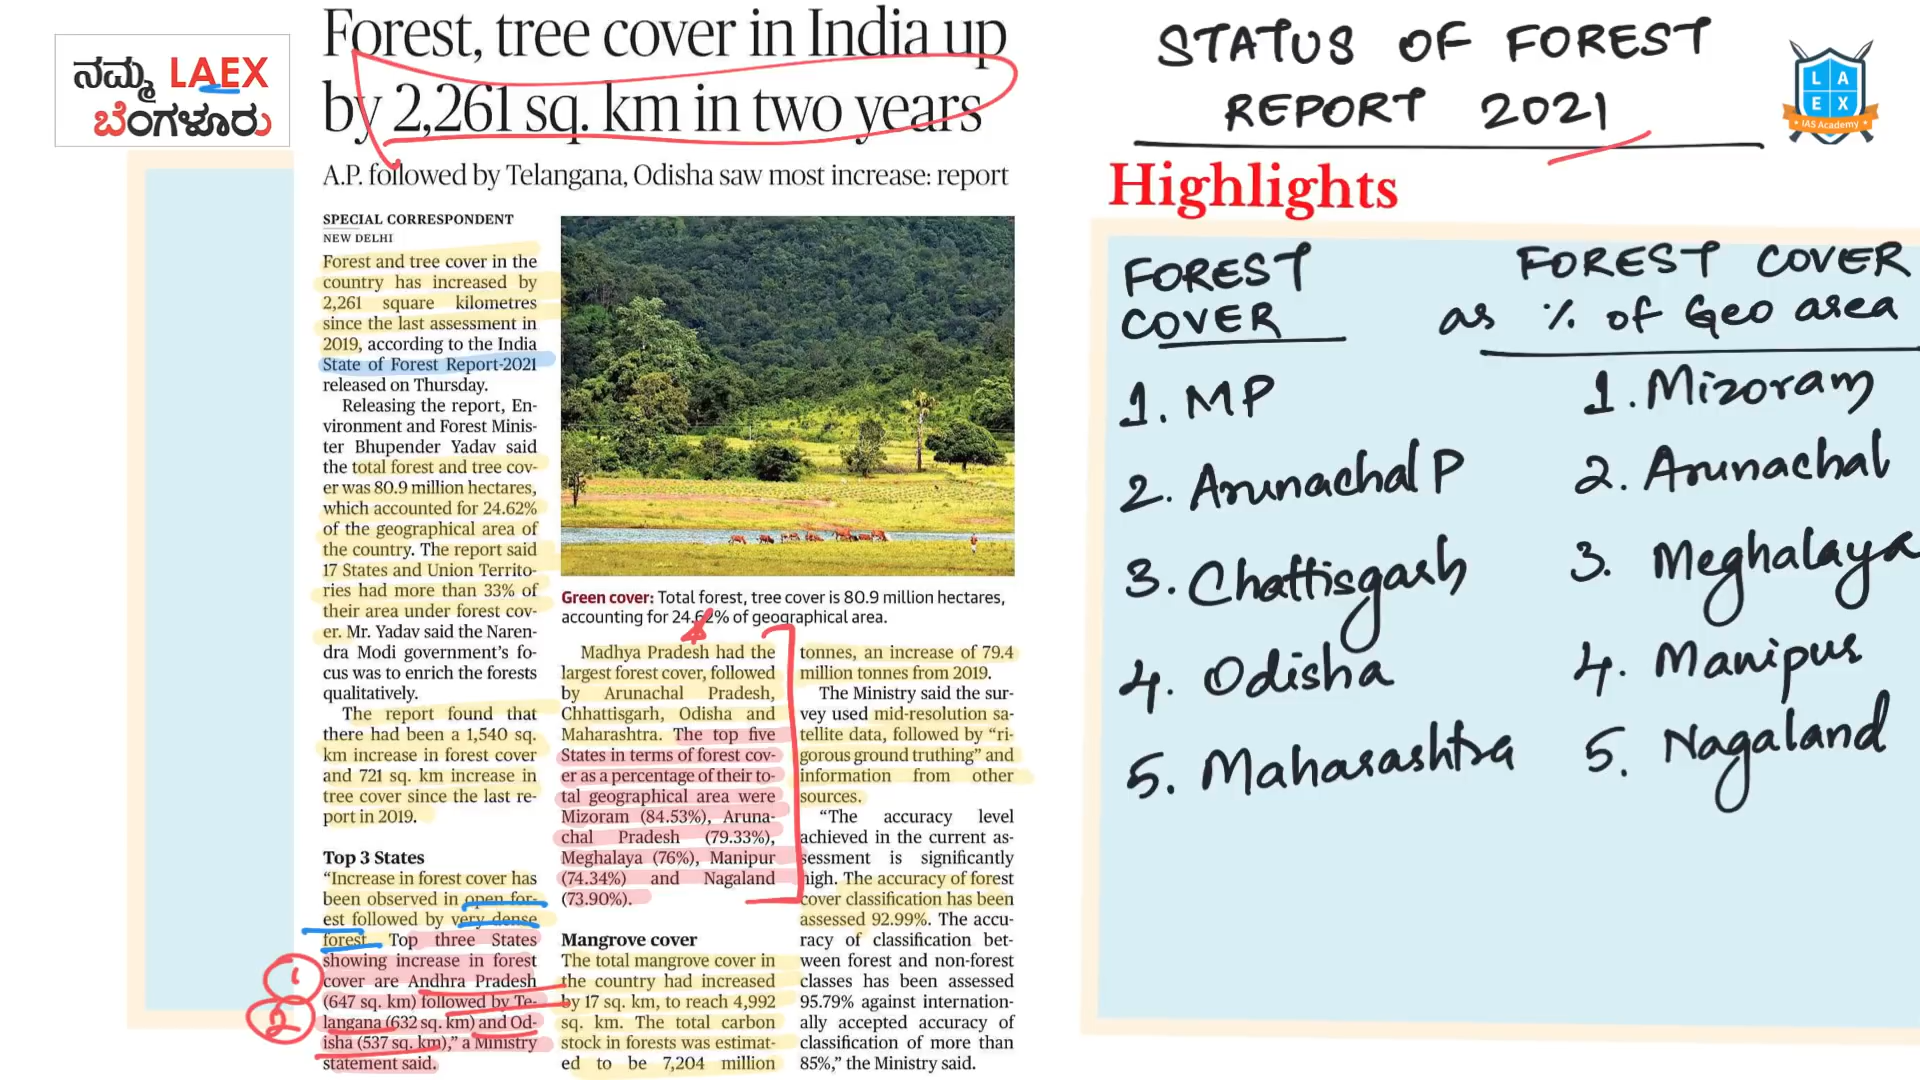 ನಮ್ಮ LAEX
ಬೆಂಗಳೂರು
Forest, tree cover in India up
by 2,261 sq. km in two years
A.P. followed by Telangana, Odisha saw most increase: report
SPECIAL CORRESPONDENT
NEW DELHI
Forest and tree cover in the
country has increased by
2,261 square kilometres
since the last assessment in
2019, according to the India
State of Forest Report-2021
released on Thursday.
Releasing the report, En-
vironment and Forest Minis-
ter Bhupender Yadav said
the total forest and tree cov-
er was 80.9 million hectares,
which accounted for 24.62%
of the geographical area of
the country. The report said
17 States and Union Territo-
ries had more than 33% of
their area under forest cov-
er. Mr. Yadav said the Naren-
dra Modi government's fo-
cus was to enrich the forests
qualitatively.
The report found that
there had been a 1,540 sq.
km increase in forest cover
and 721 sq. km increase in
tree cover since the last re-
port in 2019.
Top 3 States
"Increase in forest cover has
been observed in open for-
est followed by very dense
forest. Top three States
showing increase in forest
cover are Andhra Pradesh
(647 sq. km) followed by Te-
langana (632 sq. km) and Od-
isha (537 sq. km)," a Ministry
statement said.
1
2
Green cover: Total forest, tree cover is 80.9 million hectares,
accounting for 24.62% of geographical area.
Madhya Pradesh had the
largest forest cover, followed
by Arunachal Pradesh,
Chhattisgarh, Odisha and
Maharashtra. The top five
States in terms of forest cov-
er as a percentage of their to-
tal geographical area were
Mizoram (84.53%), Aruna-
chal Pradesh (79.33%),
Meghalaya (76%), Manipur
(74.34%) and Nagaland
(73.90%).
Mangrove cover
The total mangrove cover in
the country had increased
by 17 sq. km, to reach 4,992
sq. km. The total carbon
stock in forests was estimat-
ed to be 7,204 million
tonnes, an increase of 79.4
million tonnes from 2019.
The Ministry said the sur-
vey used mid-resolution sa-
tellite data, followed by "ri-
gorous ground truthing" and
information from other
sources.
"The accuracy level
achieved in the current as-
sessment is significantly
high. The accuracy of forest
cover classification has been
assessed 92.99%. The accu-
racy of classification bet-
ween forest and non-forest
classes has been assessed
95.79% against internation-
ally accepted accuracy of
classification of more than
85%," the Ministry said.
STATUS OF FOREST
REPORT 2021
L A
E X
IAS Academy
Highlights
FOREST
COVER
1. MP
2. Arunachal P
3. Chattisgarh
4. Odisha
5. Maharashtra
FOREST COVER
as % of Geo area
1. Mizoram
2. Arunachal
3. Meghalaya
4. Manipur
5. Nagaland